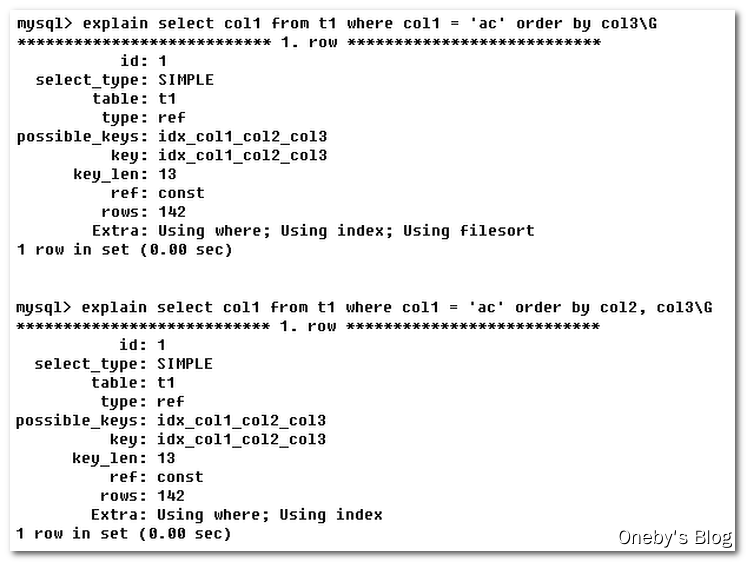 mysql> explain select col1 from t1 where col1 = 'ac' order by col3\G
*************************** 1. row ***************************
id: 1
select_type: SIMPLE
table: t1
type: ref
possible_keys: idx_col1_col2_col3
key: idx_col1_col2_col3
key_len: 13
ref: const
rows: 142
Extra: Using where; Using index; Using filesort
1 row in set (0.00 sec)
mysql> explain select col1 from t1 where col1 = 'ac' order by col2, col3\G
*************************** 1. row ***************************
id: 1
select_type: SIMPLE
table: t1
type: ref
possible_keys: idx_col1_col2_col3
key: idx_col1_col2_col3
key_len: 13
ref: const
rows: 142
Extra: Using where; Using index
1 row in set (0.00 sec)
Oneby's Blog